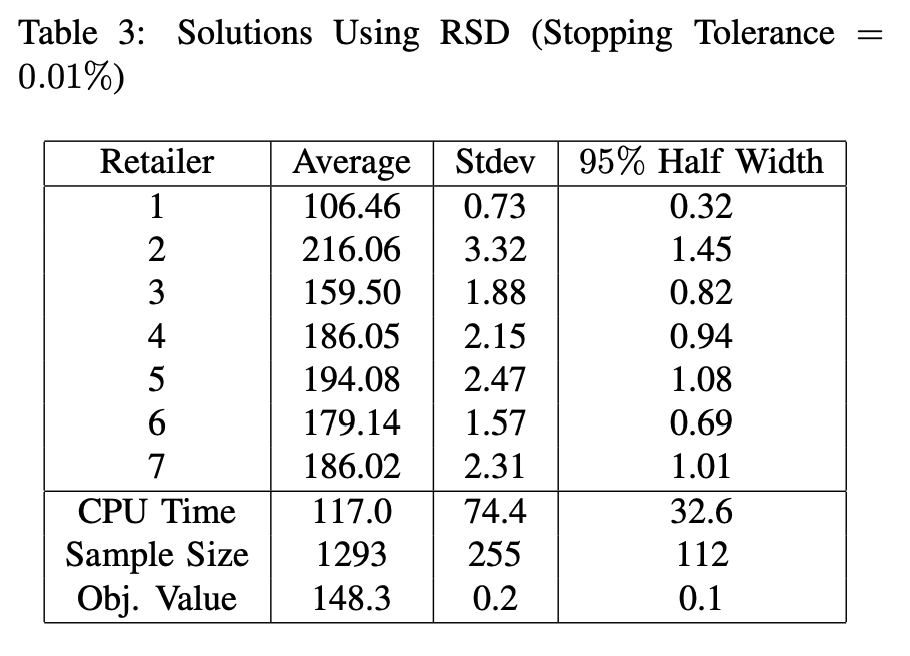 Table 3: Solutions Using RSD (Stopping Tolerance =
0.01%)
Retailer Average Stdev 95% Half Width
1 106.46 0.73 0.32
2 216.06 3.32 1.45
3 159.50 1.88 0.82
4 186.05 2.15 0.94
5 194.08 2.47 1.08
6 179.14 1.57 0.69
7 186.02 2.31 1.01
CPU Time 117.0 74.4 32.6
Sample Size 1293 255 112
Obj. Value 148.3 0.2 0.1